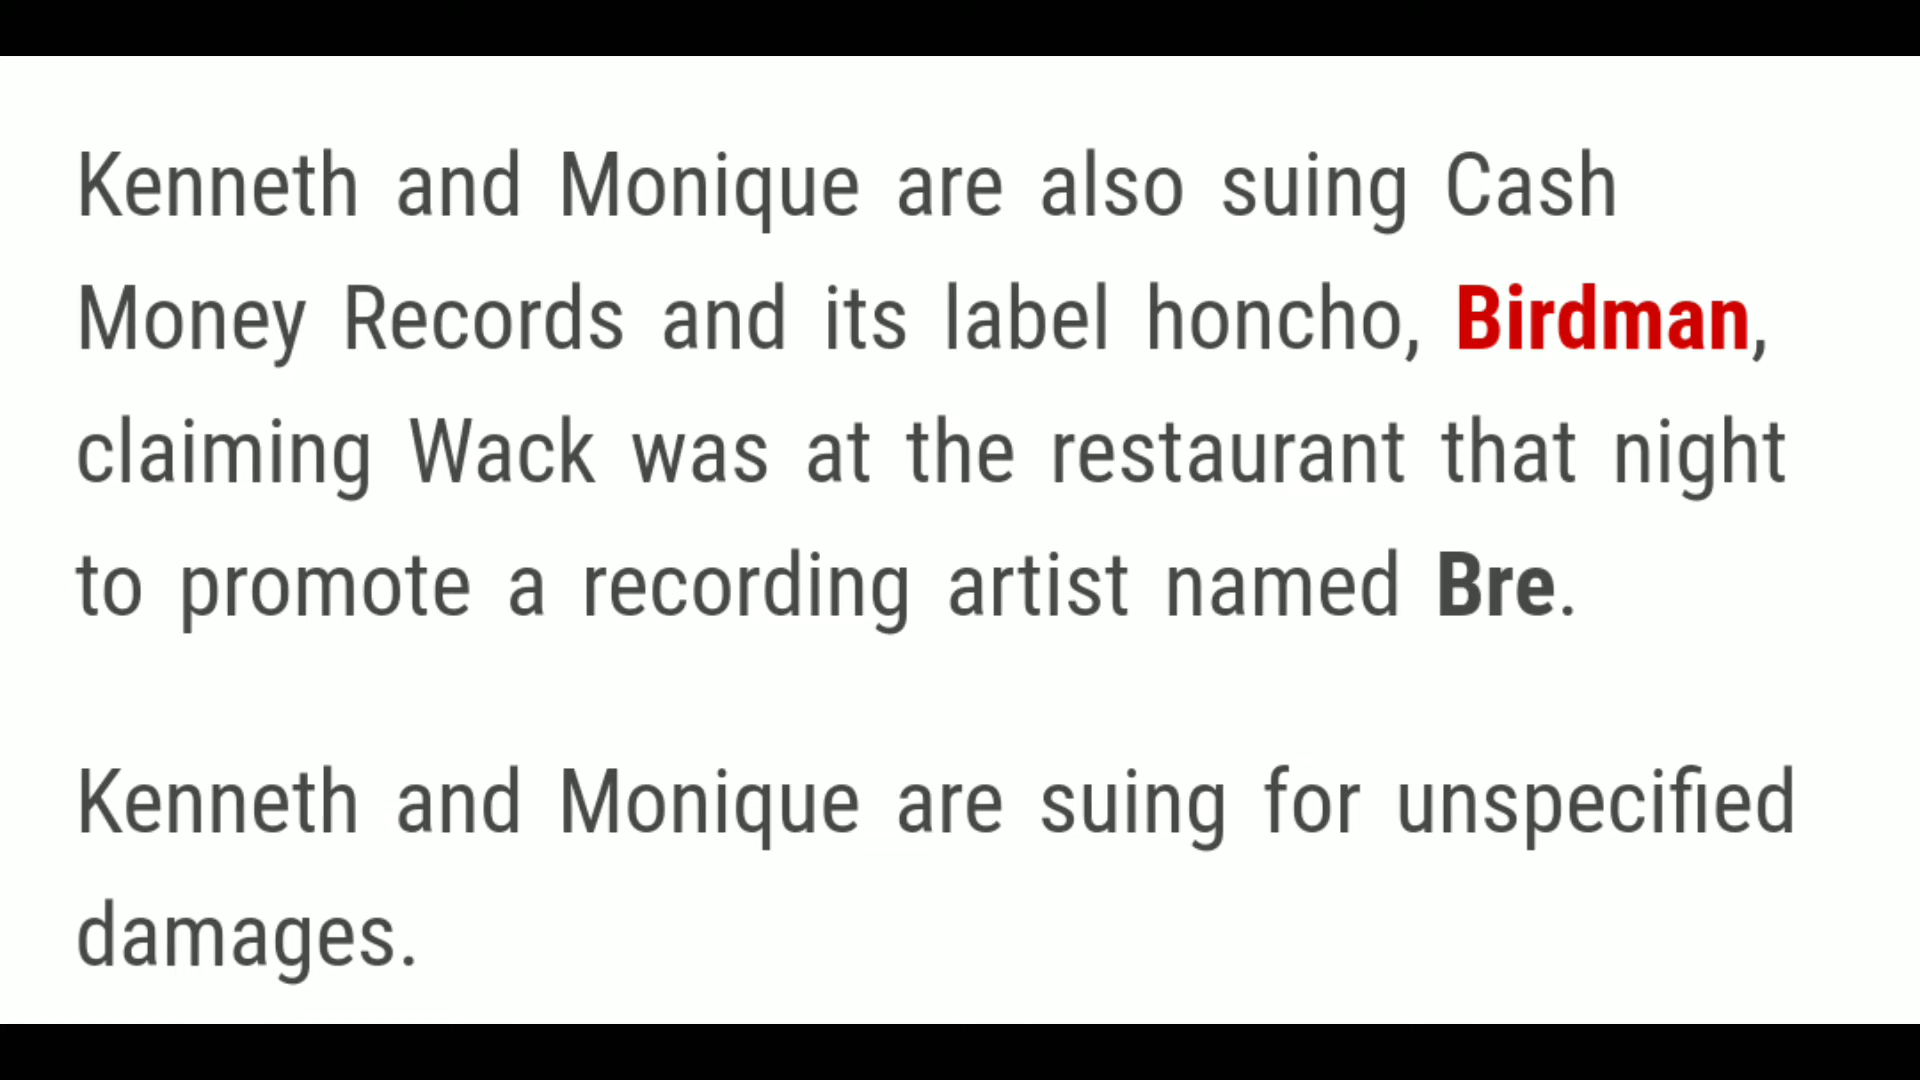 Kenneth and Monique are also suing Cash
Money Records and its label honcho, Birdman,
claiming Wack was at the restaurant that night
to promote a recording artist named Bre.
Kenneth and Monique are suing for unspecified
damages.